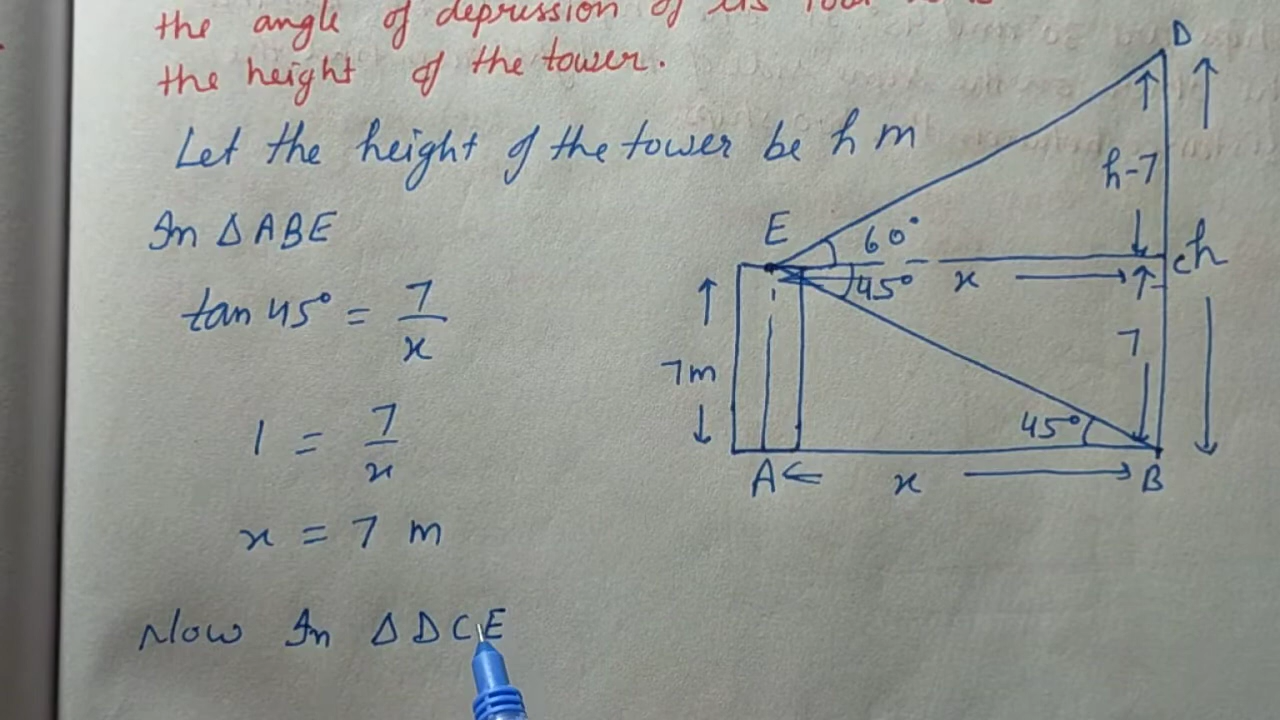 the angle of depression of its
the height of the tower.
Let the height of the tower be h m
In Δ ABE
tan 45° = 7/x
1 = 7/x
x = 7 m
Now In Δ DCE
D
h-7
E
60°
C
h
45°
x
7m
7
45°
A
x
B